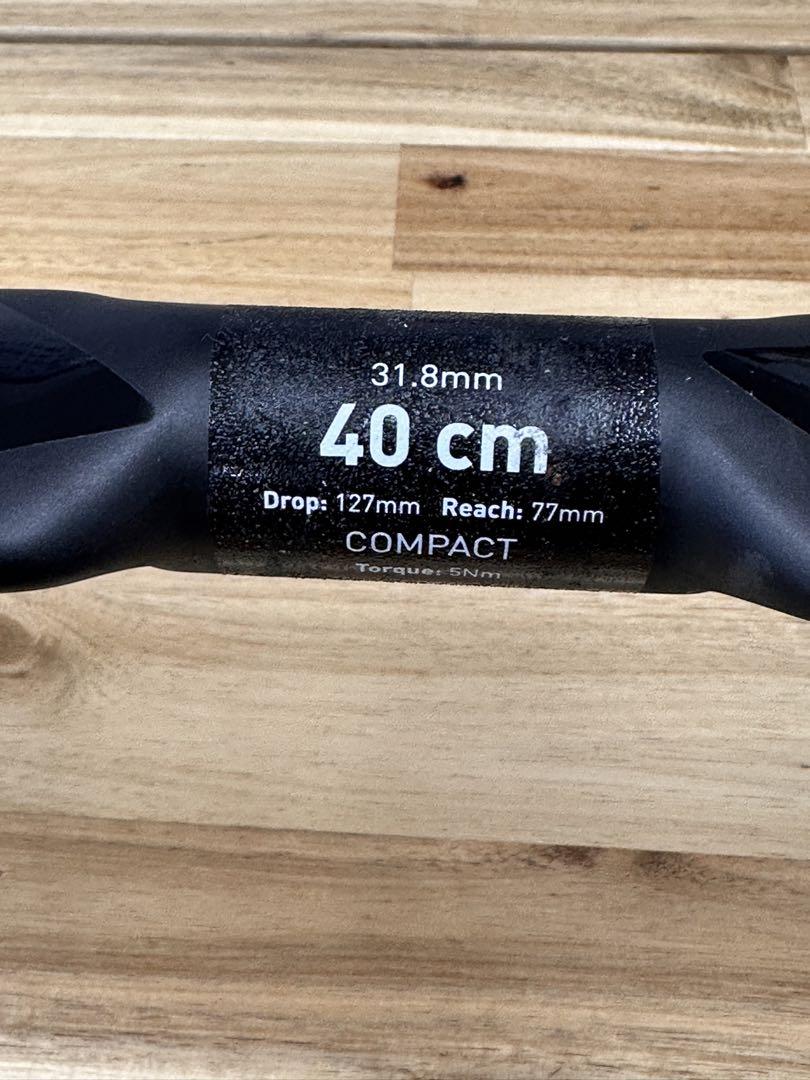 31.8mm
40 cm
Drop: 127mm Reach: 77mm
COMPACT
Torque: 5Nm